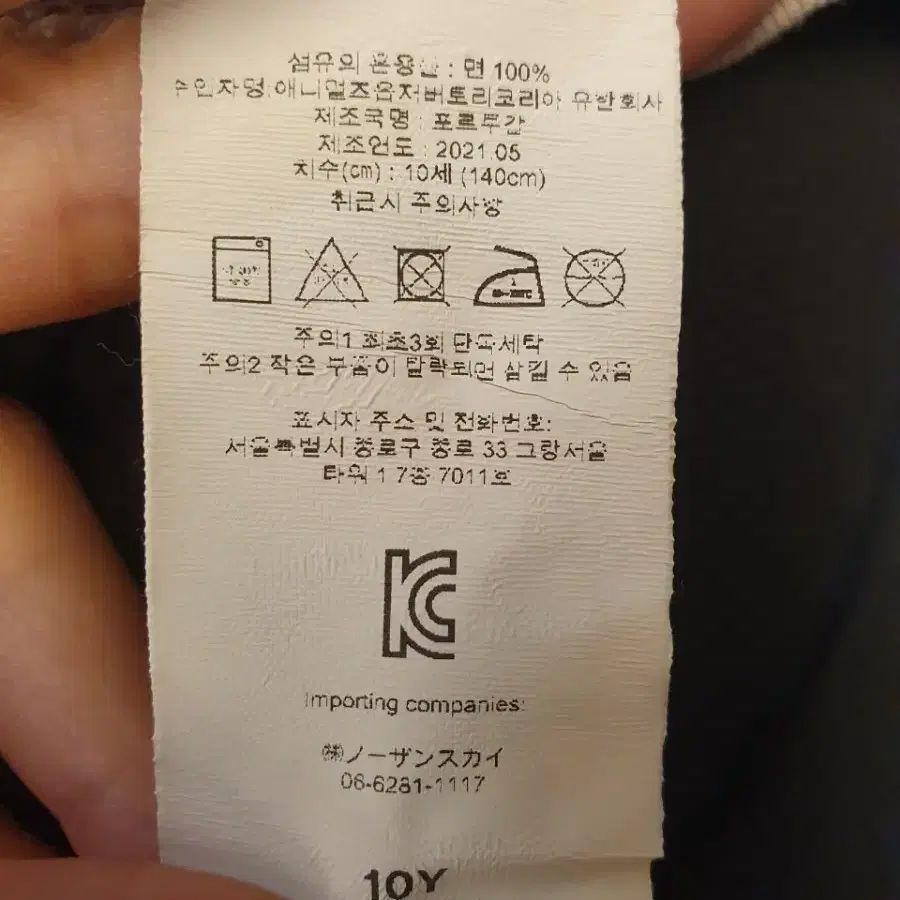 섬유의 혼용율 : 면 100%
수입자명 애니멀즈옵저버토리코리아 유한회사
제조국명 : 포르투갈
제조연도 : 2021.05
치수(cm) : 10세 (140cm)
취급시 주의사항
주의1 최초3회 단독세탁
주의2 작은 부품이 탈락되면 삼킬 수 있음
표시자 주소 및 전화번호:
서울특별시 종로구 종로 33 그랑서울
타워 1 7층 7011호
KC
Importing companies:
㈱ノーザンスカイ
06-6281-1117
10Y